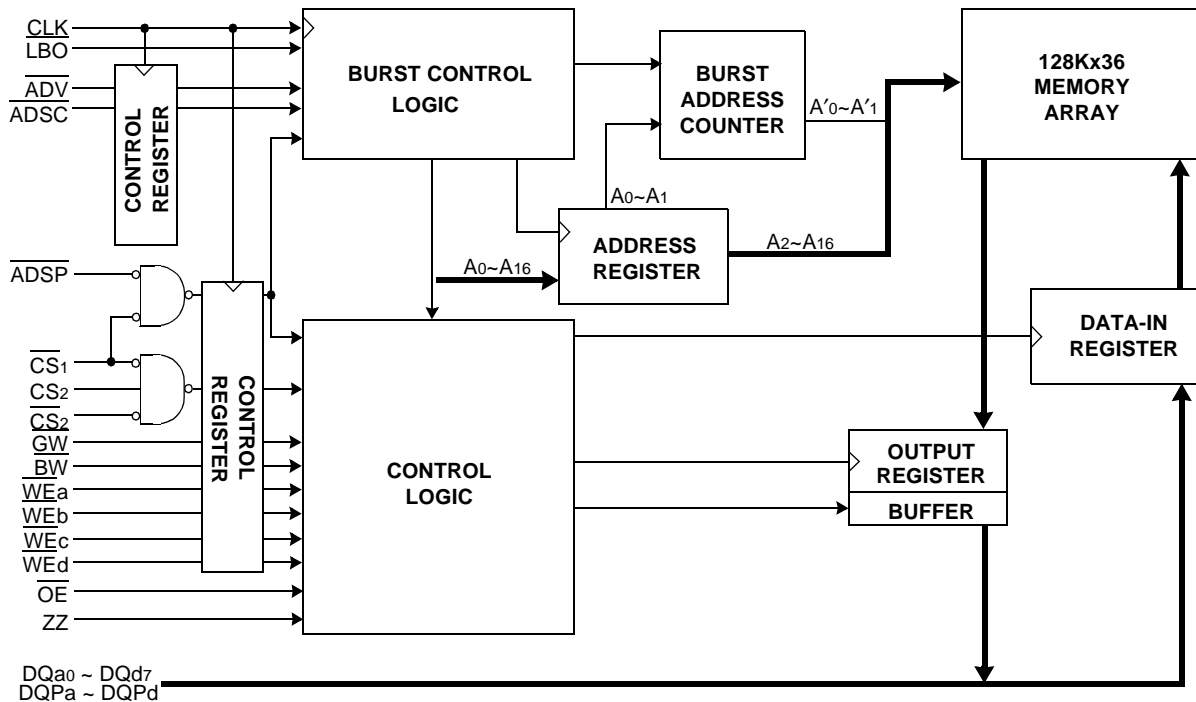 CLK
LBO
ADV
ADSC
CONTROL
REGISTER
BURST CONTROL
LOGIC
BURST
ADDRESS
COUNTER
A′0~A′1
128Kx36
MEMORY
ARRAY
A0~A1
ADDRESS
REGISTER
A2~A16
A0~A16
ADSP
CS1
CS2
CS2
GW
BW
WEa
WEb
WEc
WEd
OE
ZZ
CONTROL
REGISTER
CONTROL
LOGIC
DATA-IN
REGISTER
OUTPUT
REGISTER
BUFFER
DQa0 ~ DQd7
DQPa ~ DQPd